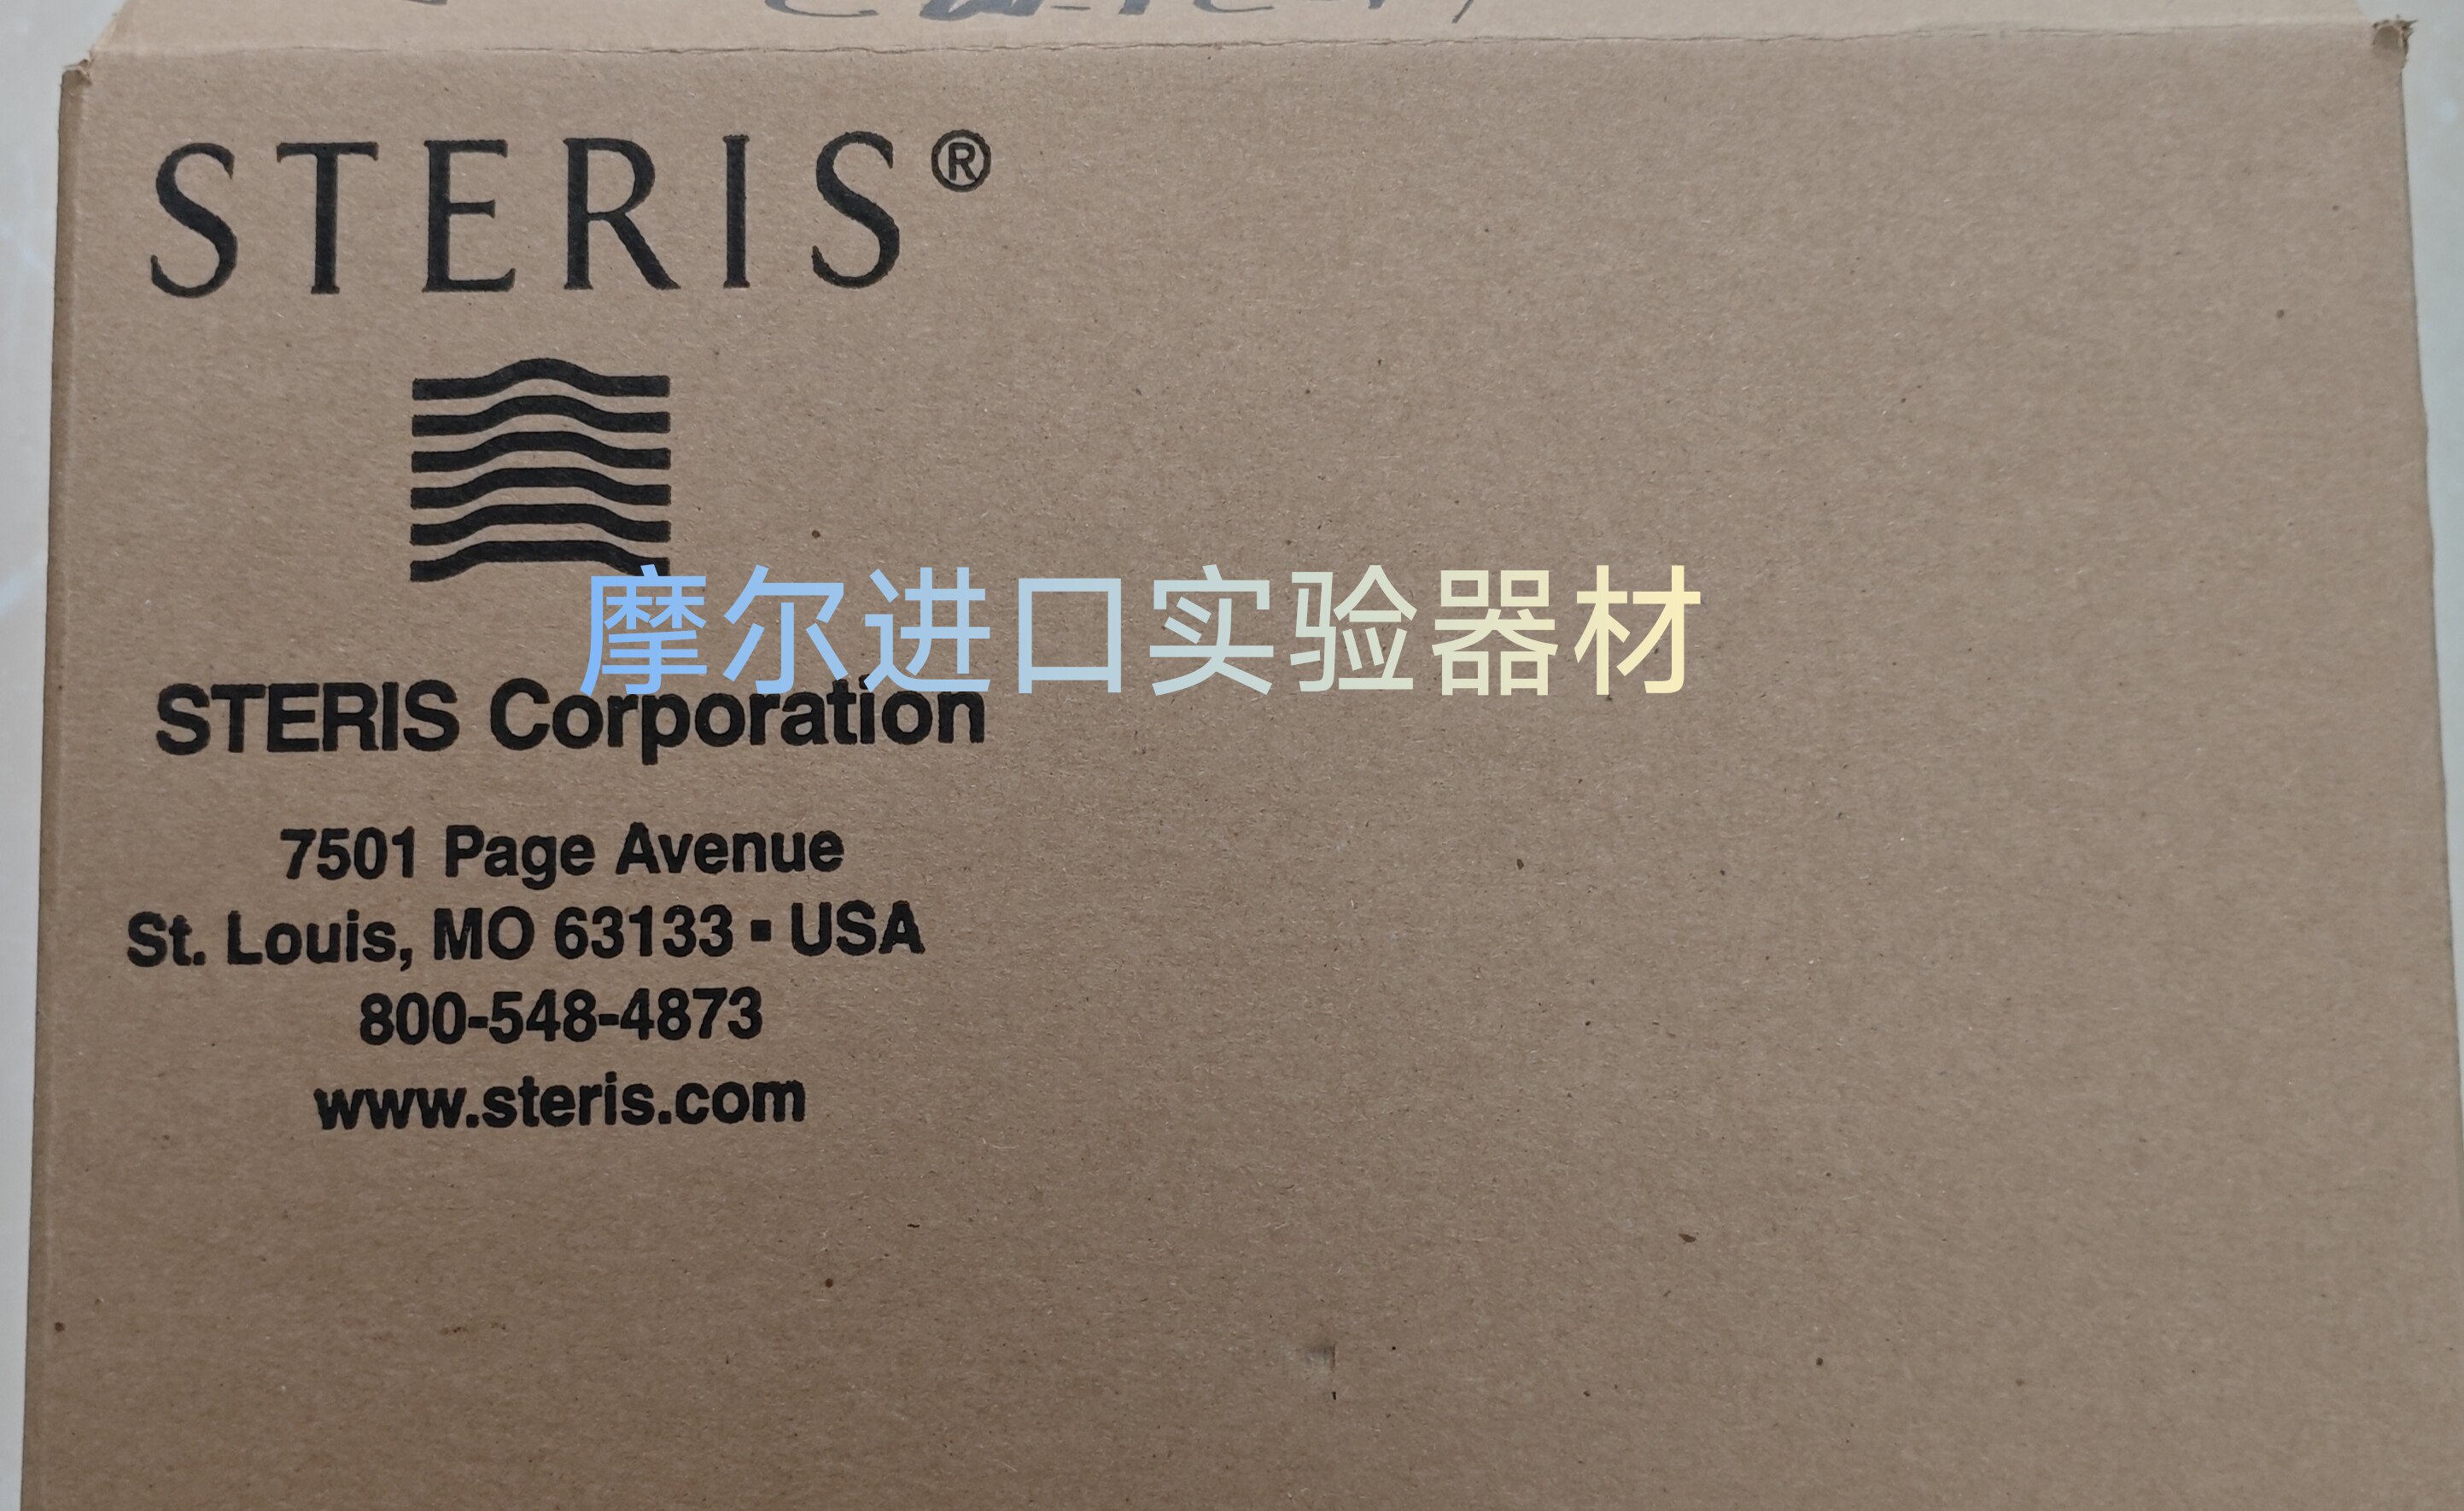 STERIS®
摩尔进口实验器材
STERIS Corporation
7501 Page Avenue
St. Louis, MO 63133 ▪ USA
800-548-4873
www.steris.com